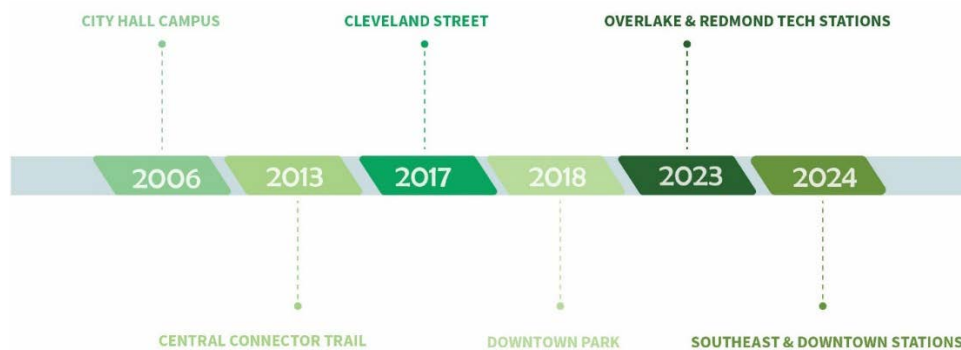 CITY HALL CAMPUS
CLEVELAND STREET
OVERLAKE & REDMOND TECH STATIONS
2006
2013
2017
2018
2023
2024
CENTRAL CONNECTOR TRAIL
DOWNTOWN PARK
SOUTHEAST & DOWNTOWN STATIONS